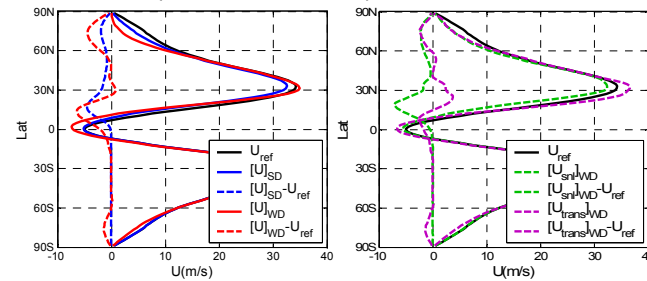 90N
60N
30N
0
30S
60S
90S
Lat
-10 0 10 20 30 40
U(m/s)
U_ref
[U]_SD
[U]_SD-U_ref
[U]_WD
[U]_WD-U_ref
90N
60N
30N
0
30S
60S
90S
Lat
-10 0 10 20 30 40
U(m/s)
U_ref
[U_snl]_WD
[U_snl]_WD-U_ref
[U_trans]_WD
[U_trans]_WD-U_ref